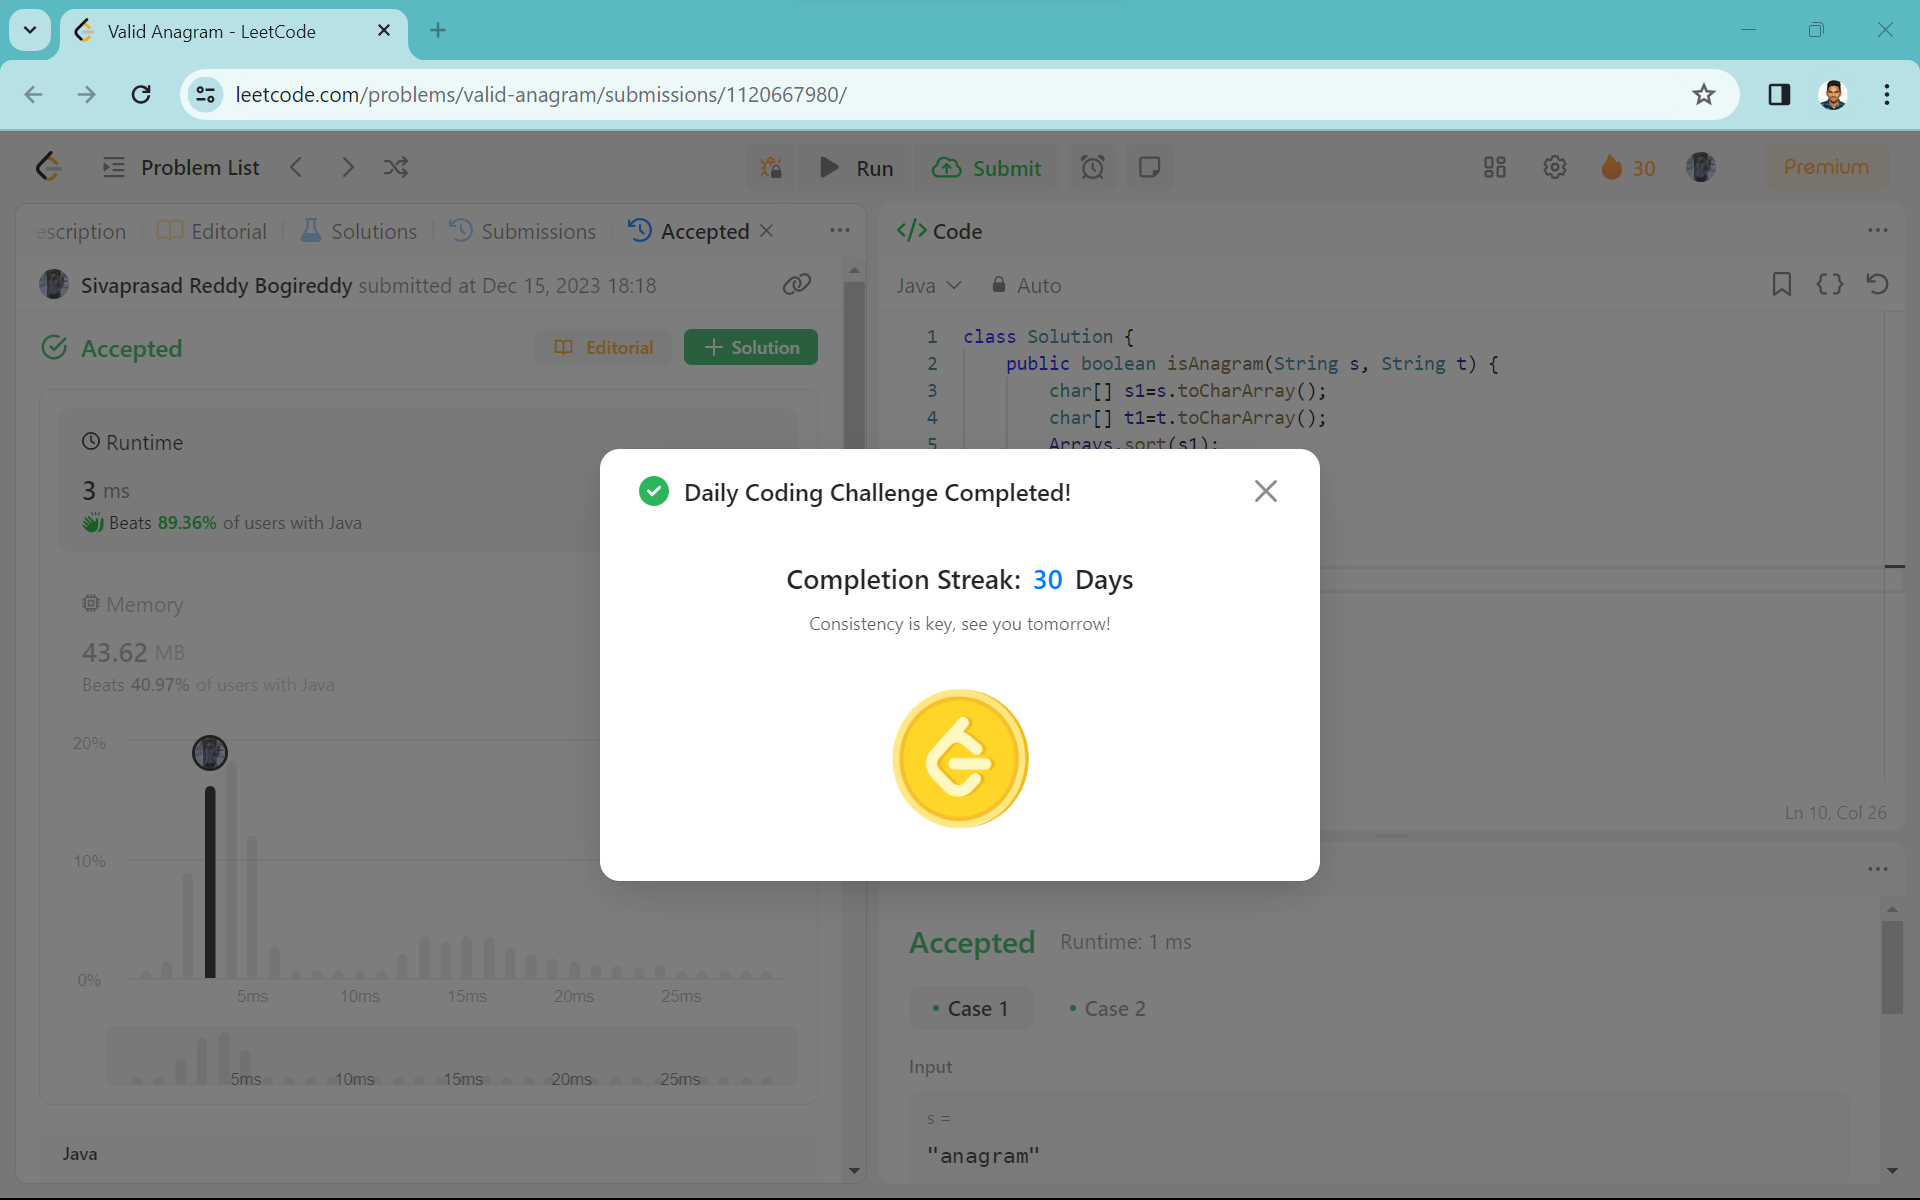 Valid Anagram - LeetCode
leetcode.com/problems/valid-anagram/submissions/1120667980/
Problem List
Run
Submit
30
Premium
escription
Editorial
Solutions
Submissions
Accepted
</> Code
Sivaprasad Reddy Bogireddy submitted at Dec 15, 2023 18:18
Java
Auto
Accepted
Editorial
+ Solution
Runtime
3 ms
Beats 89.36% of users with Java
Memory
43.62 MB
Beats 40.97% of users with Java
20%
10%
0%
5ms 10ms 15ms 20ms 25ms
5ms 10ms 15ms 20ms 25ms
Java
1 class Solution {
2 public boolean isAnagram(String s, String t) {
3 char[] s1=s.toCharArray();
4 char[] t1=t.toCharArray();
5 Arrays.sort(s1);
Daily Coding Challenge Completed!
Completion Streak: 30 Days
Consistency is key, see you tomorrow!
Ln 10, Col 26
Accepted Runtime: 1 ms
• Case 1 • Case 2
Input
s =
"anagram"